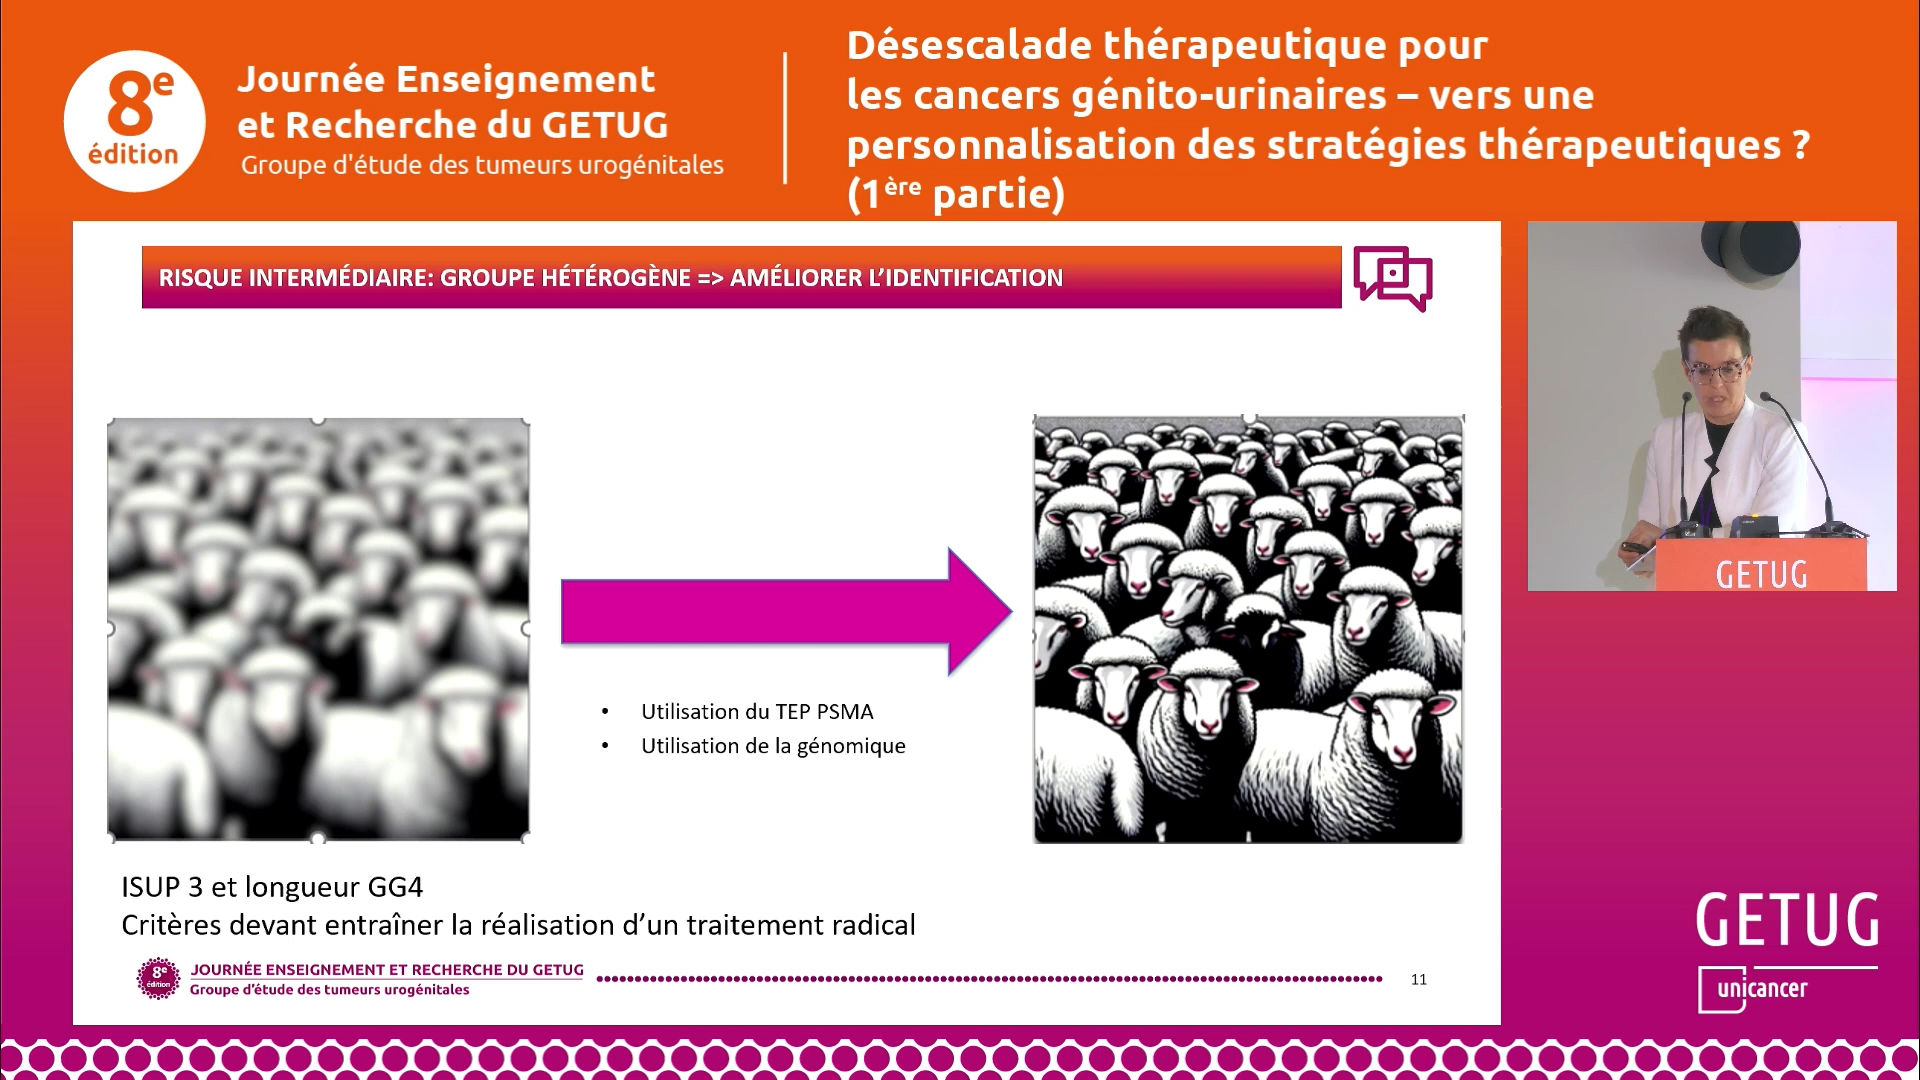 8e
édition
Journée Enseignement
et Recherche du GETUG
Groupe d'étude des tumeurs urogénitales
Désescalade thérapeutique pour
les cancers génito-urinaires – vers une
personnalisation des stratégies thérapeutiques ?
(1ère partie)
RISQUE INTERMÉDIAIRE: GROUPE HÉTÉROGÈNE => AMÉLIORER L'IDENTIFICATION
• Utilisation du TEP PSMA
• Utilisation de la génomique
ISUP 3 et longueur GG4
Critères devant entraîner la réalisation d'un traitement radical
8e
édition
JOURNÉE ENSEIGNEMENT ET RECHERCHE DU GETUG
Groupe d'étude des tumeurs urogénitales
11
GETUG
GETUG
unicancer